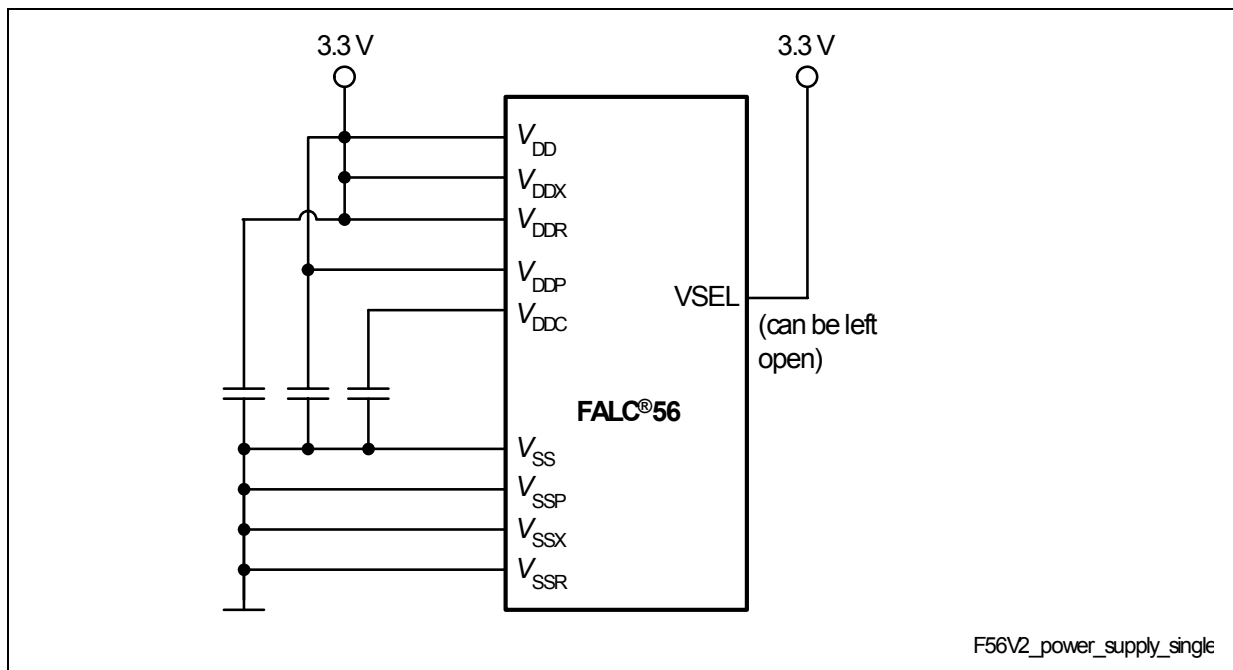 3.3 V
3.3 V
VDD
VDDX
VDDR
VDDP
VDDC
VSEL
(can be left
open)
FALC®56
VSS
VSSP
VSSX
VSSR
F56V2_power_supply_single